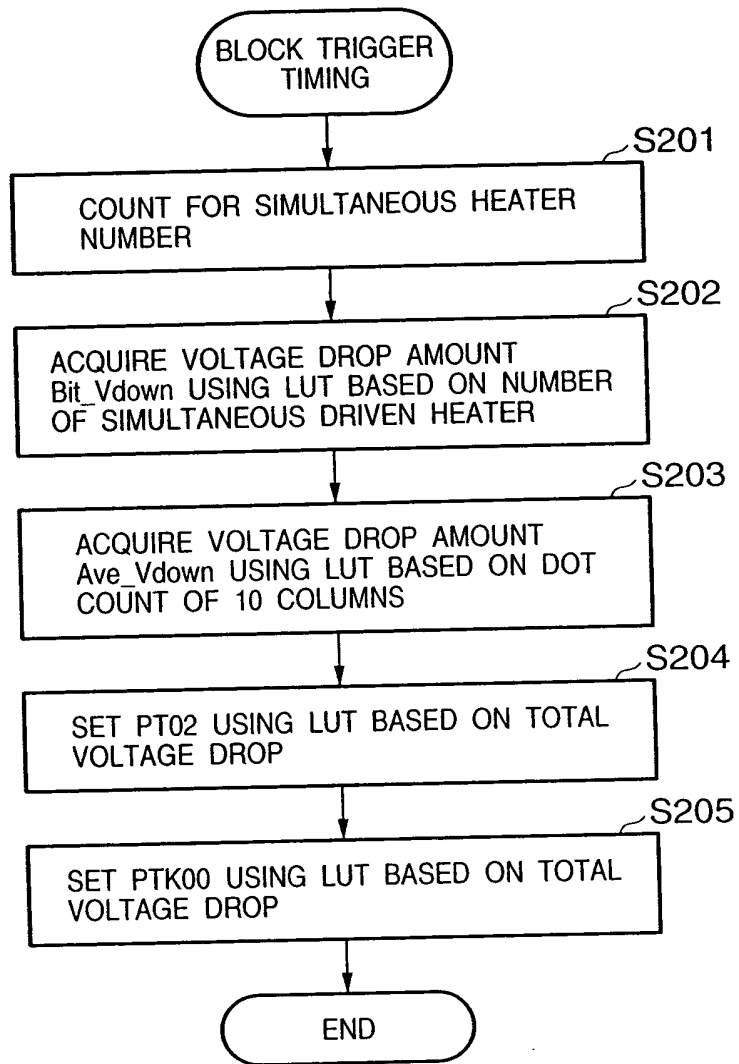 BLOCK TRIGGER
TIMING
S201
COUNT FOR SIMULTANEOUS HEATER
NUMBER
S202
ACQUIRE VOLTAGE DROP AMOUNT
Bit_Vdown USING LUT BASED ON NUMBER
OF SIMULTANEOUS DRIVEN HEATER
S203
ACQUIRE VOLTAGE DROP AMOUNT
Ave_Vdown USING LUT BASED ON DOT
COUNT OF 10 COLUMNS
S204
SET PT02 USING LUT BASED ON TOTAL
VOLTAGE DROP
S205
SET PTK00 USING LUT BASED ON TOTAL
VOLTAGE DROP
END